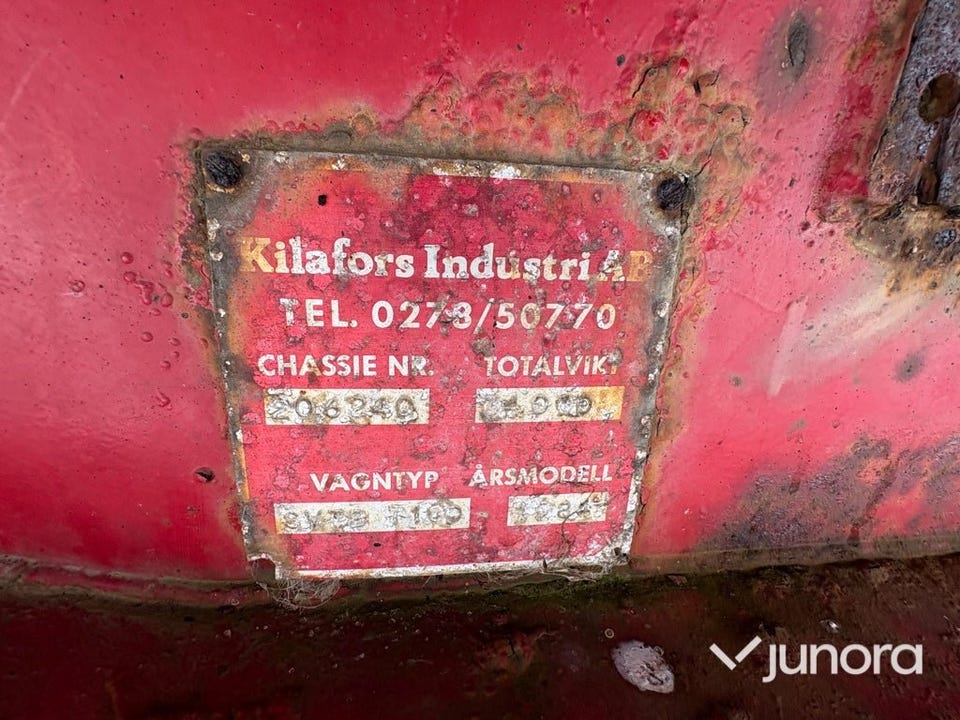 Kilafors Industri AB
TEL. 0278/50770
CHASSIE NR. TOTALVIKT
206240
VAGNTYP ÅRSMODELL
junora